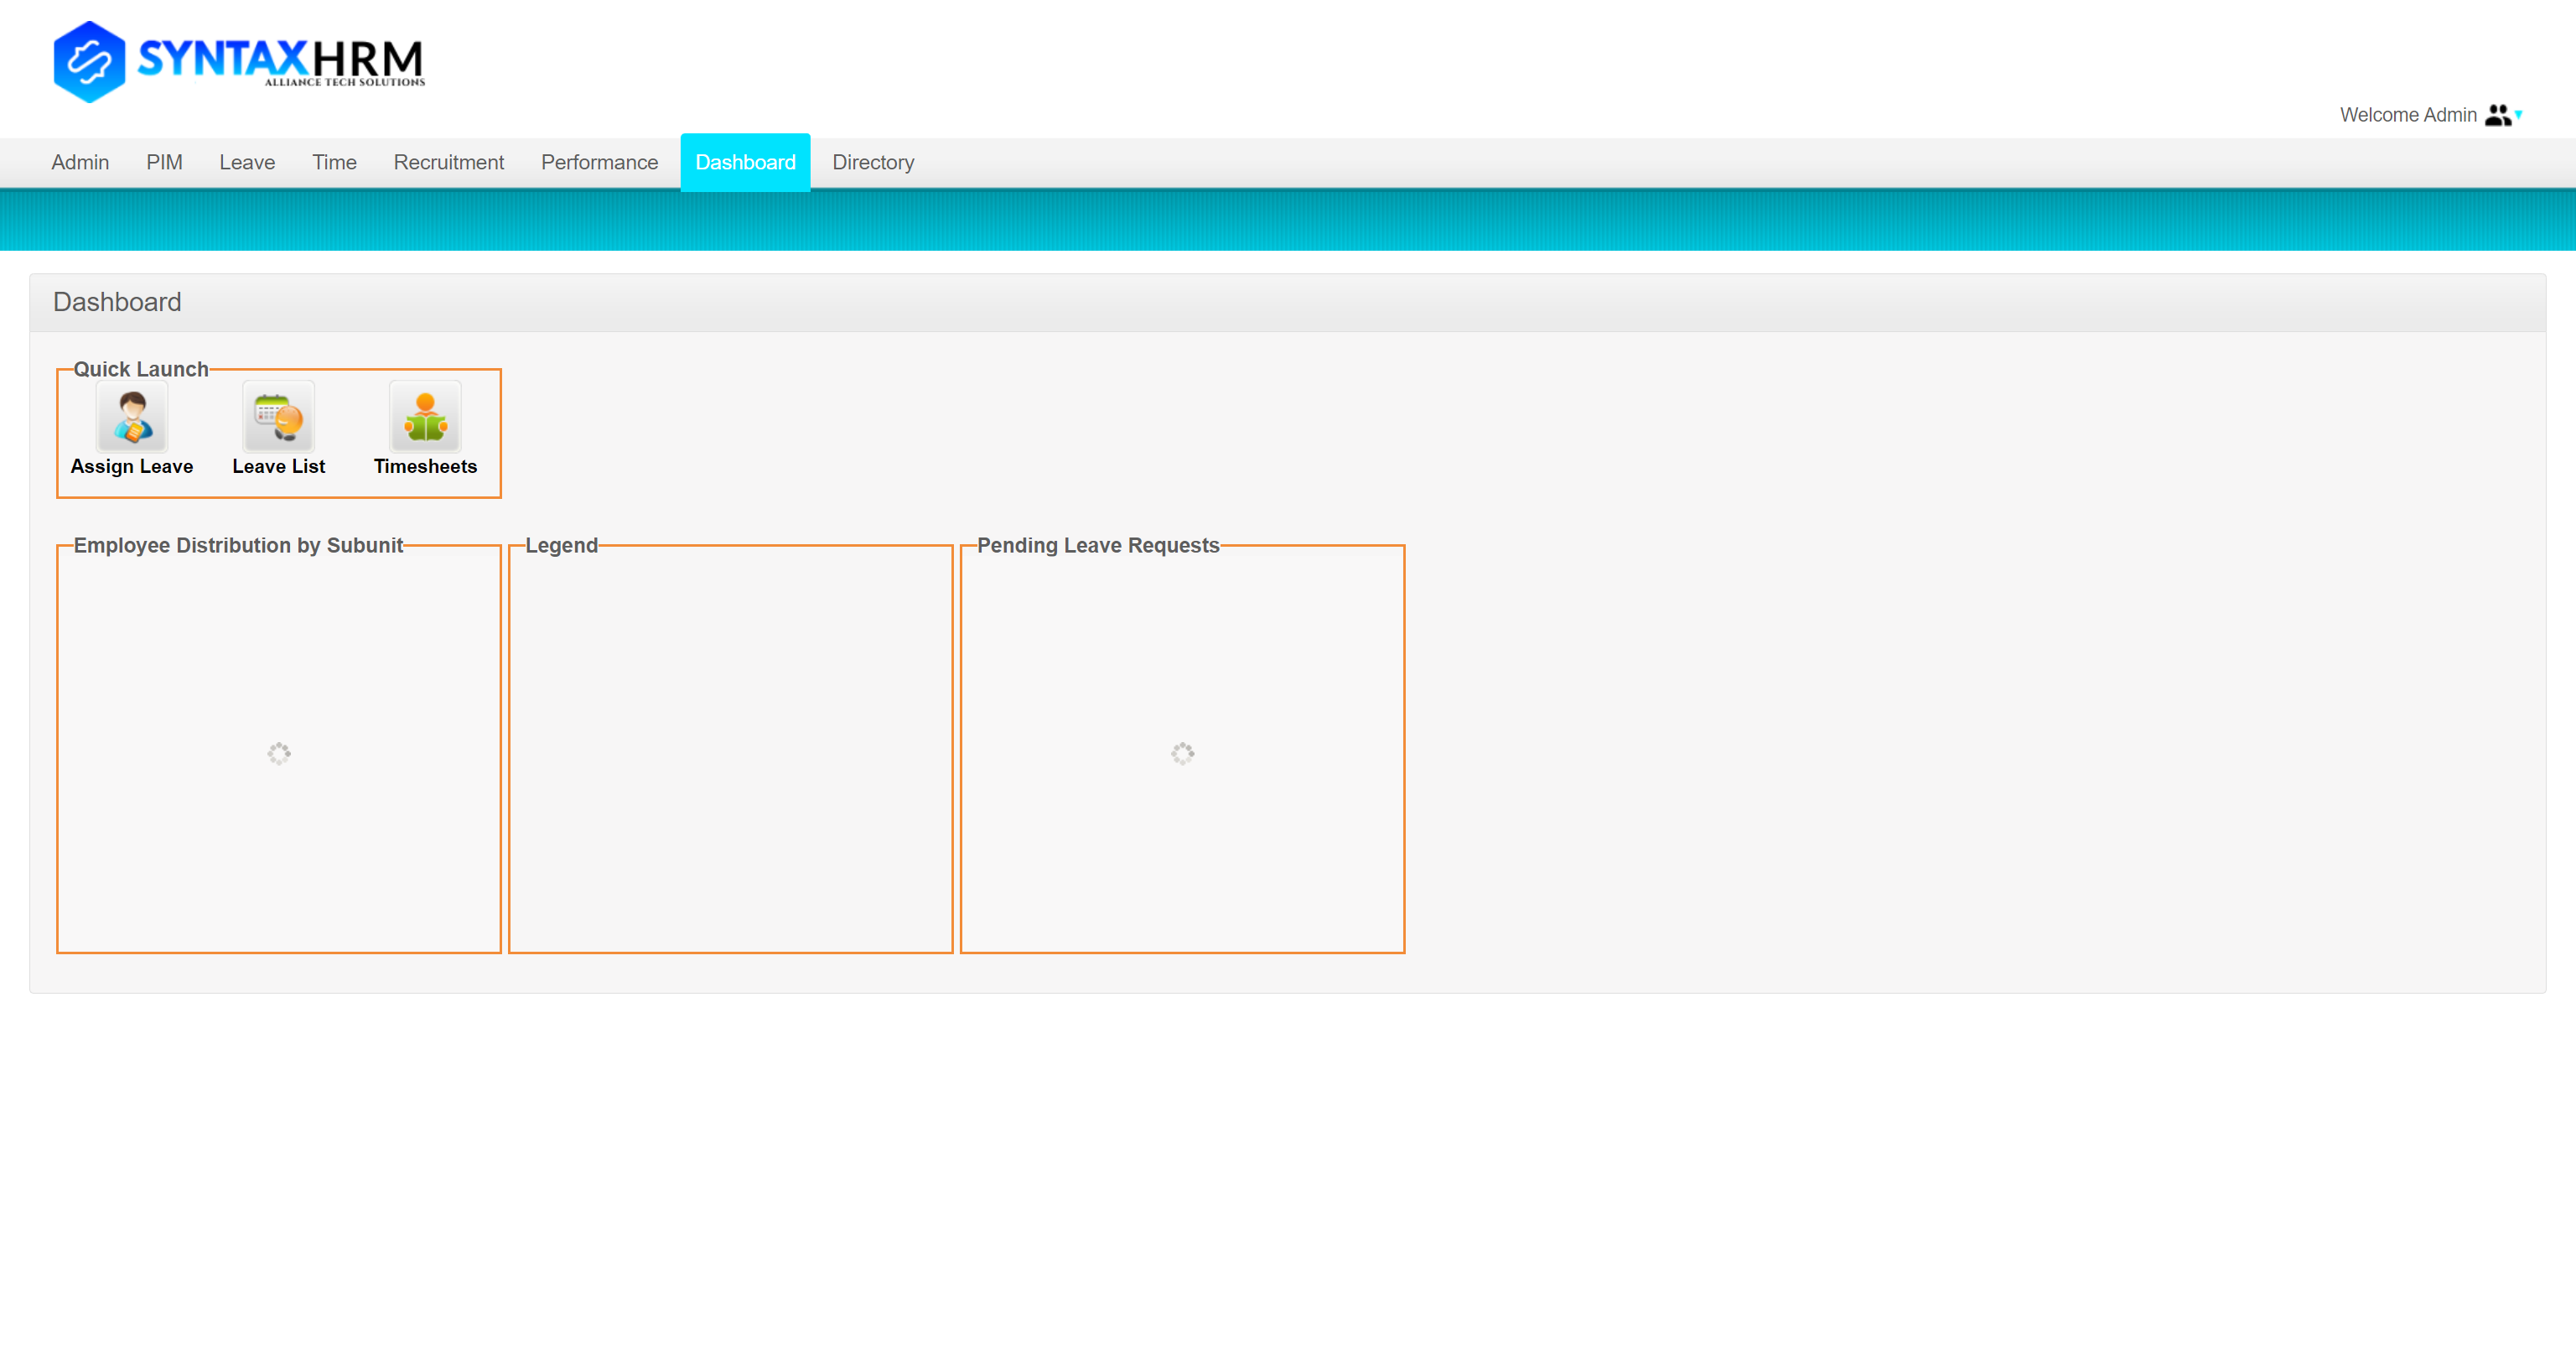 SYNTAXHRM
ALLIANCE TECH SOLUTIONS
Welcome Admin
Admin PIM Leave Time Recruitment Performance Dashboard Directory
Dashboard
Quick Launch
Assign Leave Leave List Timesheets
Employee Distribution by Subunit Legend Pending Leave Requests